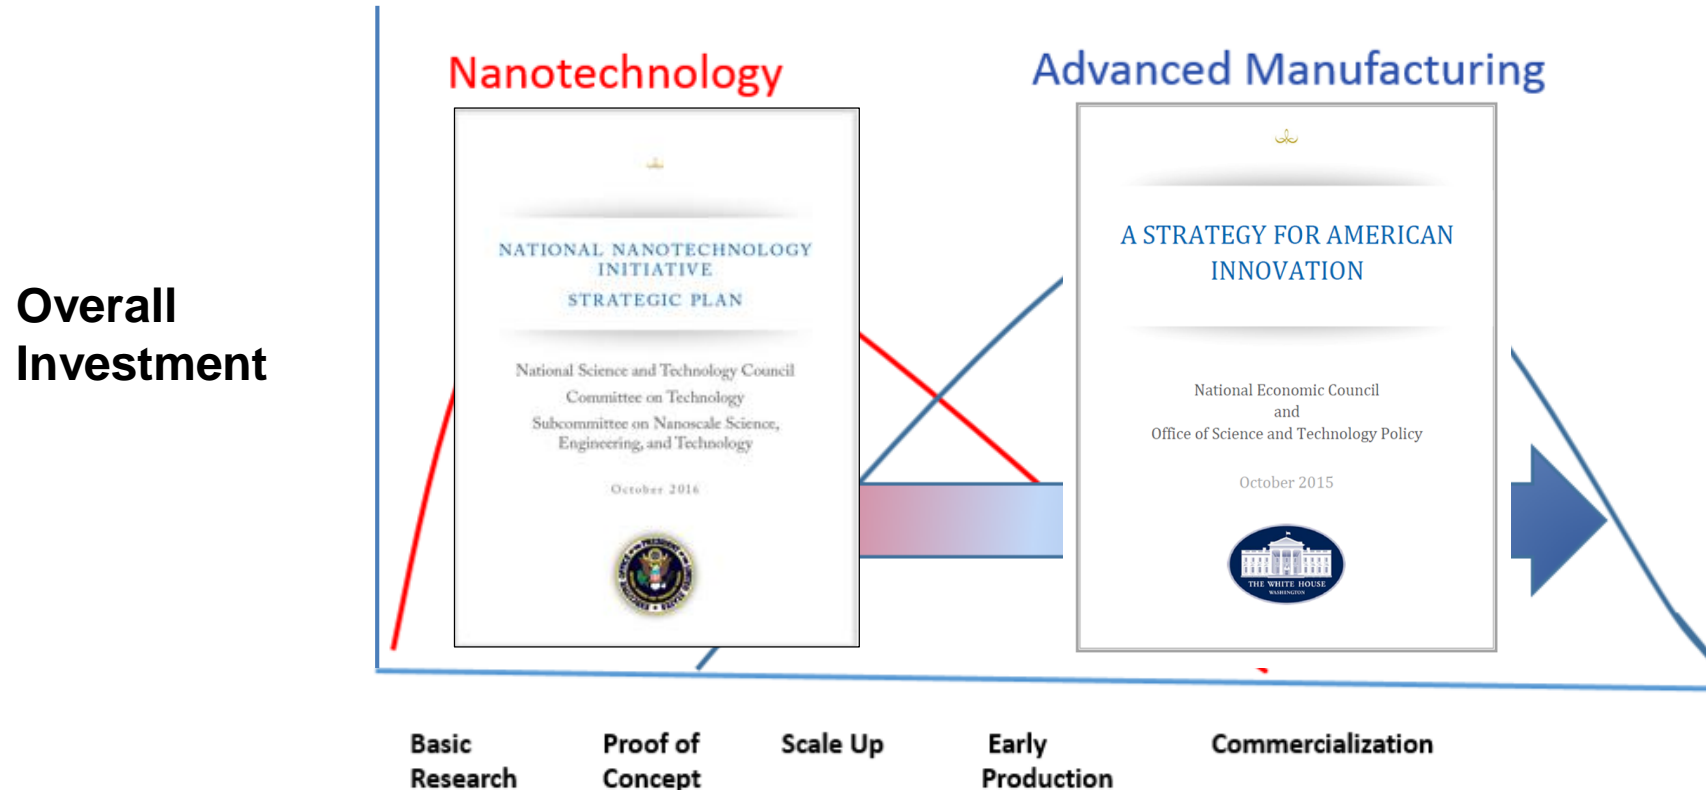 Nanotechnology
Advanced Manufacturing
NATIONAL NANOTECHNOLOGY
INITIATIVE
STRATEGIC PLAN
National Science and Technology Council
Committee on Technology
Subcommittee on Nanoscale Science,
Engineering, and Technology
October 2016
A STRATEGY FOR AMERICAN
INNOVATION
National Economic Council
and
Office of Science and Technology Policy
October 2015
THE WHITE HOUSE
WASHINGTON
Overall
Investment
Basic
Research
Proof of
Concept
Scale Up
Early
Production
Commercialization